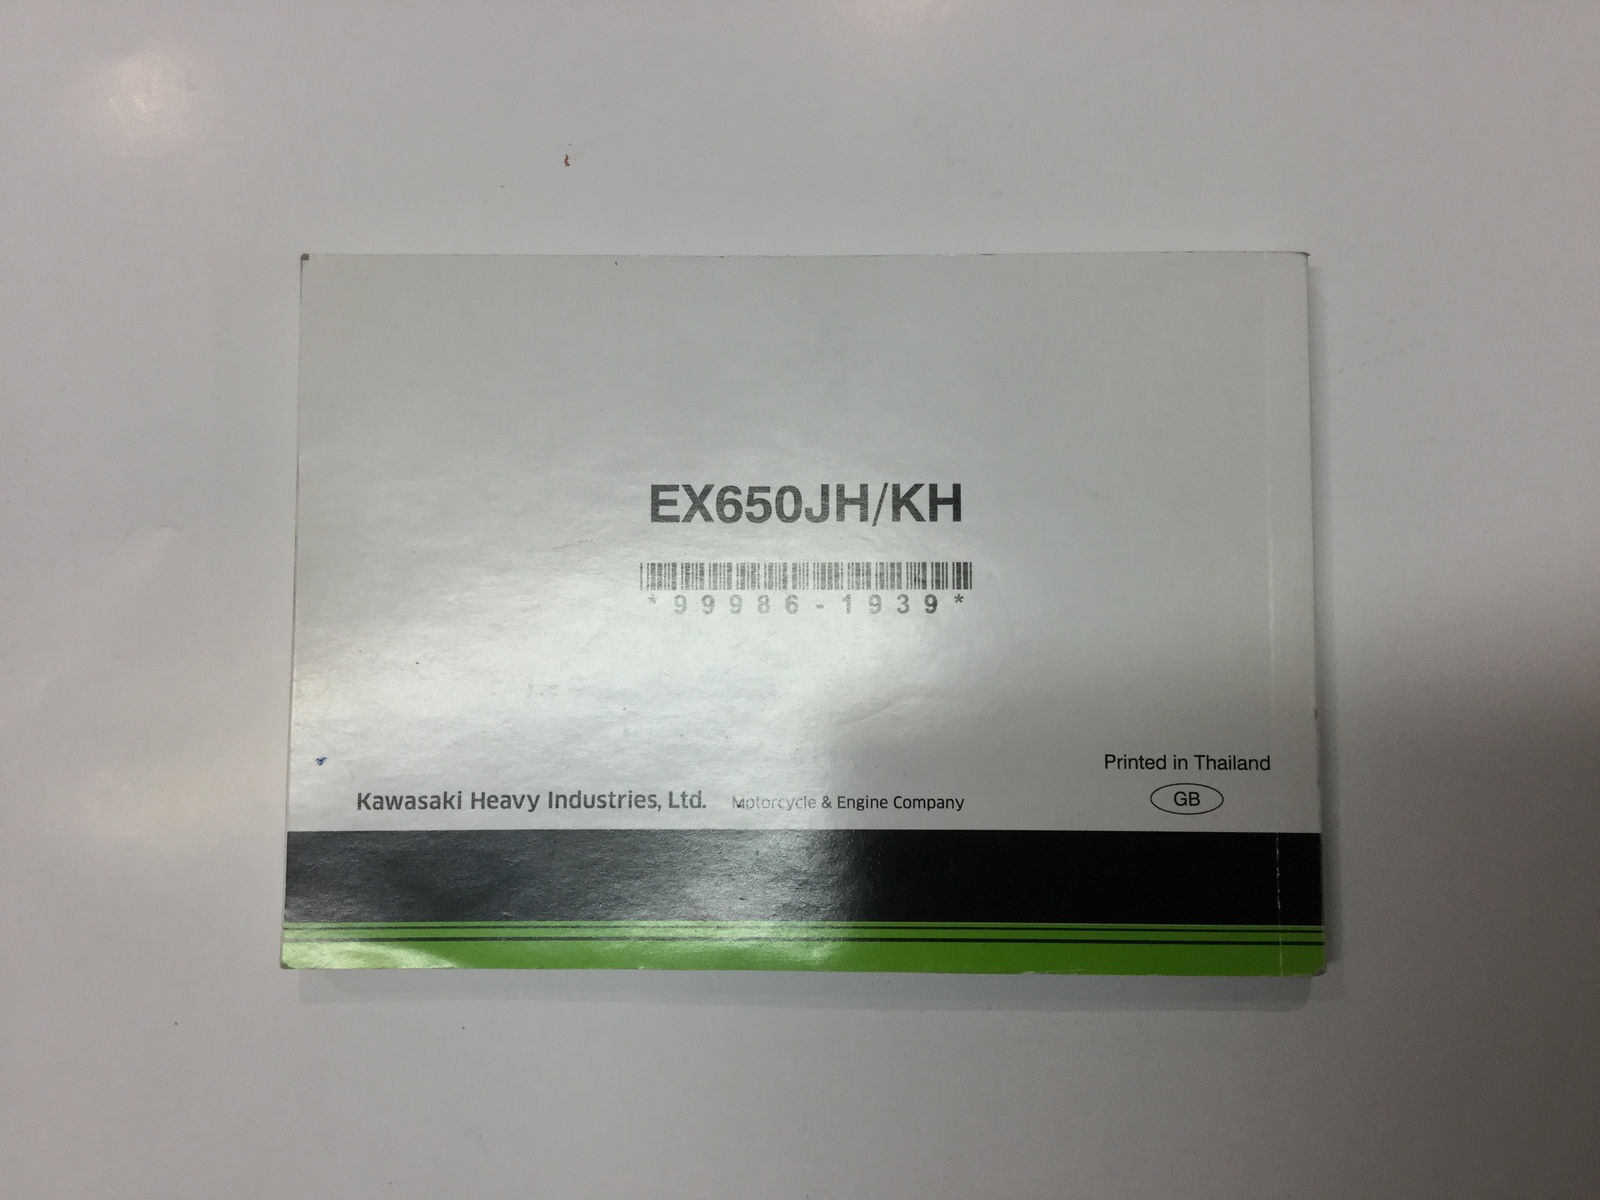 EX650JH/KH
*99986-1939*
Printed in Thailand
Kawasaki Heavy Industries, Ltd. Motorcycle & Engine Company
GB